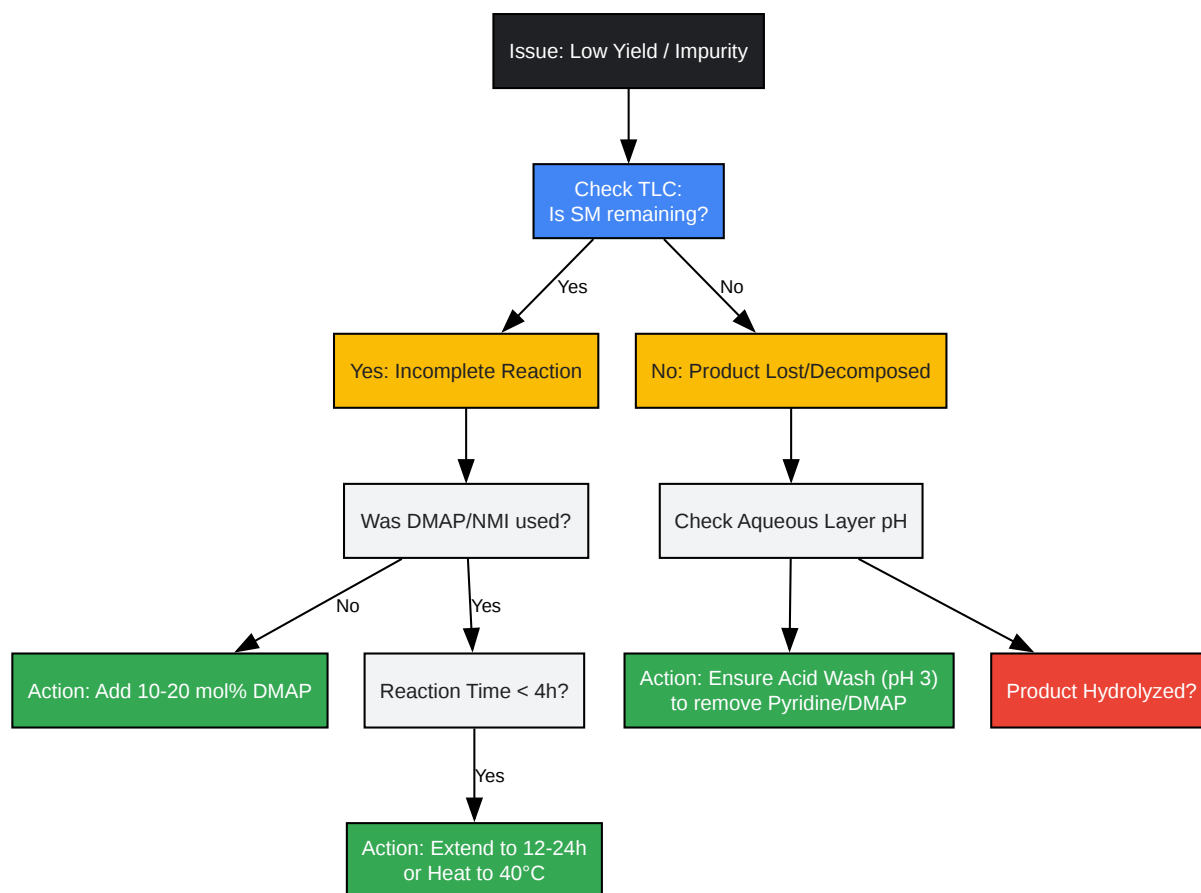 Issue: Low Yield / Impurity
Check TLC:
Is SM remaining?
Yes
No
Yes: Incomplete Reaction
No: Product Lost/Decomposed
Was DMAP/NMI used?
Check Aqueous Layer pH
No
Yes
Action: Add 10-20 mol% DMAP
Reaction Time < 4h?
Action: Ensure Acid Wash (pH 3)
to remove Pyridine/DMAP
Product Hydrolyzed?
Yes
Action: Extend to 12-24h
or Heat to 40°C